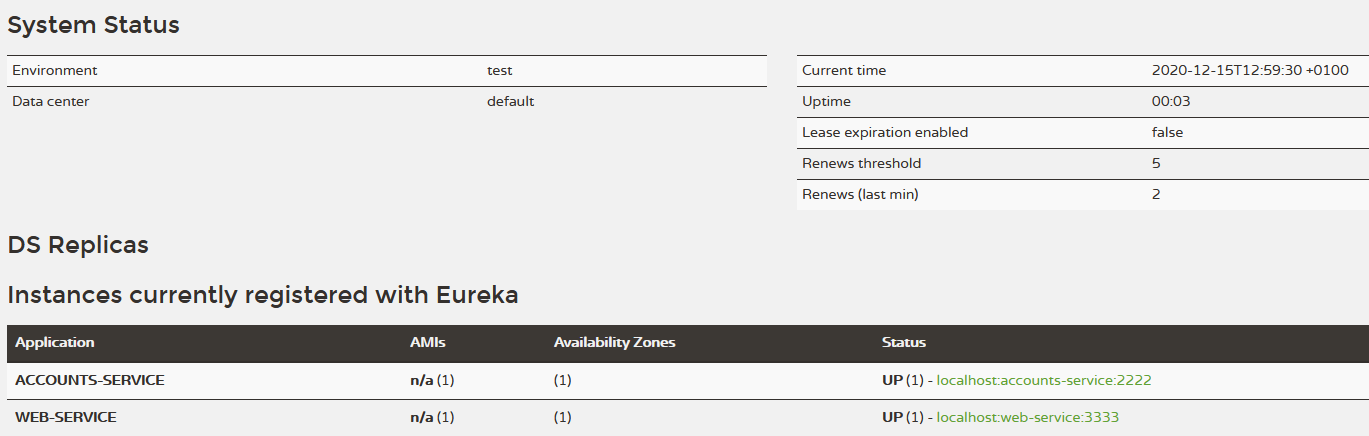 System Status
Environment test
Data center default
Current time 2020-12-15T12:59:30 +0100
Uptime 00:03
Lease expiration enabled false
Renews threshold 5
Renews (last min) 2
DS Replicas
Instances currently registered with Eureka
Application AMIs Availability Zones Status
ACCOUNTS-SERVICE n/a (1) (1) UP (1) - localhost:accounts-service:2222
WEB-SERVICE n/a (1) (1) UP (1) - localhost:web-service:3333